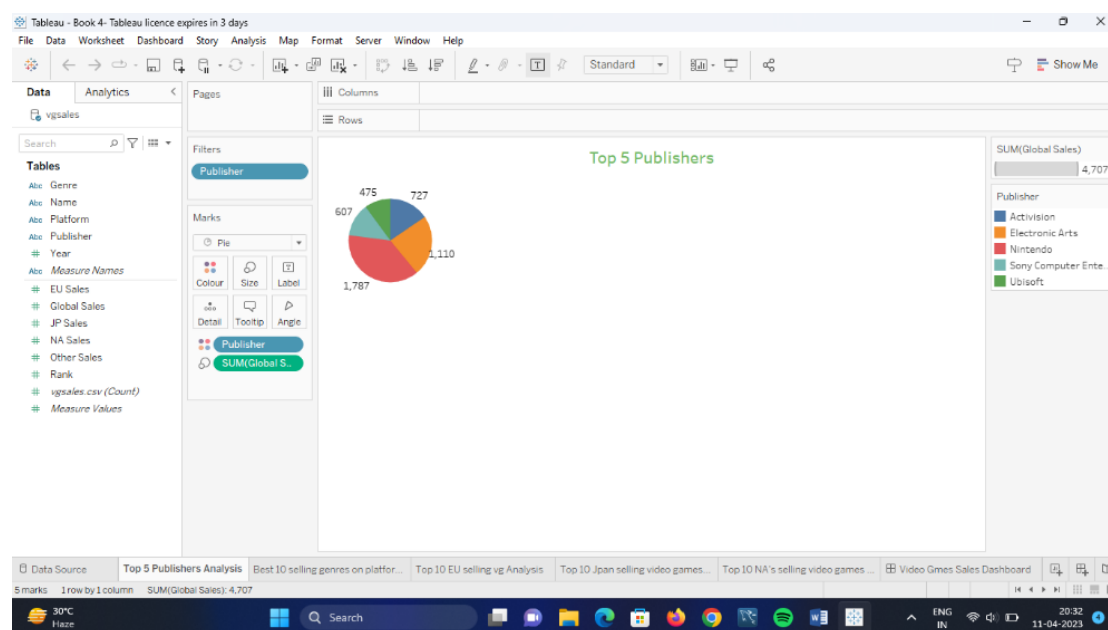 Tableau - Book 4- Tableau licence expires in 3 days
File Data Worksheet Dashboard Story Analysis Map Format Server Window Help
Standard
Show Me
Data Analytics
vgsales
Search
Tables
Abc Genre
Abc Name
Abc Platform
Abc Publisher
# Year
Abc Measure Names
# EU Sales
# Global Sales
# JP Sales
# NA Sales
# Other Sales
# Rank
# vgsales.csv (Count)
# Measure Values
Pages
Filters
Publisher
Marks
Pie
Colour Size Label
Detail Tooltip Angle
Publisher
SUM(Global S..
Columns
Rows
Top 5 Publishers
475 727
607
1,110
1,787
SUM(Global Sales)
4,707
Publisher
Activision
Electronic Arts
Nintendo
Sony Computer Ente..
Ubisoft
Data Source Top 5 Publishers Analysis Best 10 selling genres on platfor... Top 10 EU selling vg Analysis Top 10 Jpan selling video games... Top 10 NA's selling video games ... Video Gmes Sales Dashboard
5 marks 1 row by 1 column SUM(Global Sales): 4,707
30°C
Haze
Search
ENG
IN
20:32
11-04-2023
4